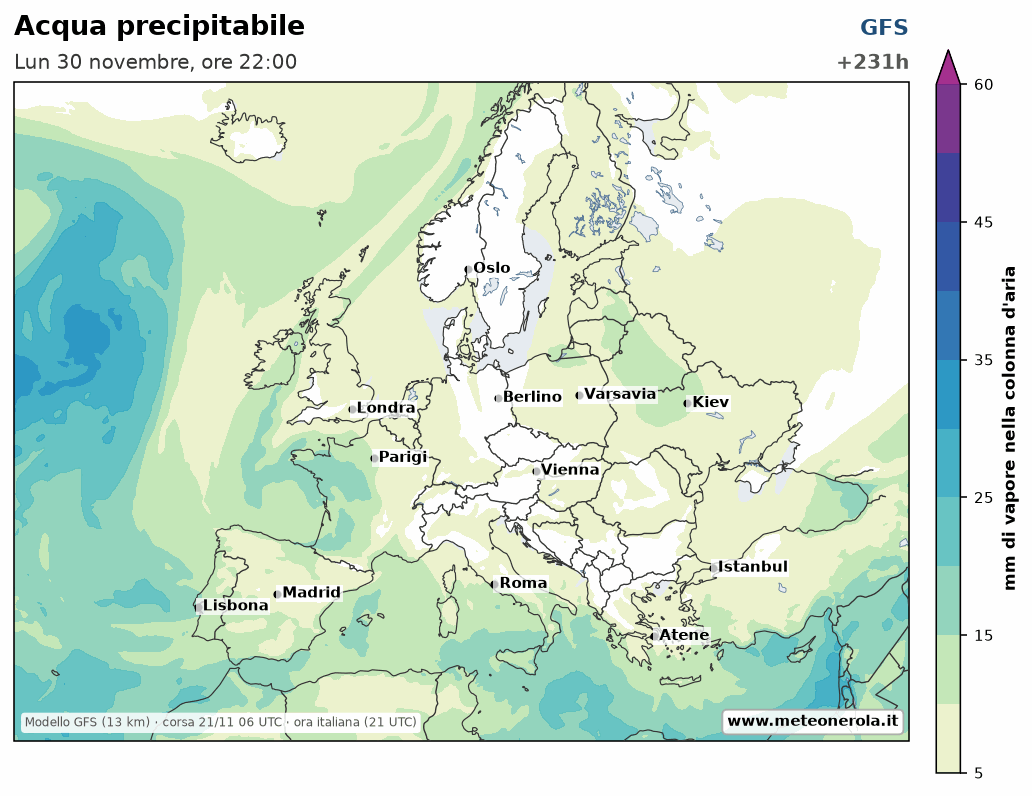 Acqua precipitabile
GFS
Lun 30 novembre, ore 22:00
+231h
60
45
35
25
15
5
mm di vapore nella colonna d'aria
Oslo
Londra
Berlino
Varsavia
Kiev
Parigi
Vienna
Istanbul
Roma
Madrid
Lisbona
Atene
Modello GFS (13 km) · corsa 21/11 06 UTC · ora italiana (21 UTC)
www.meteonerola.it